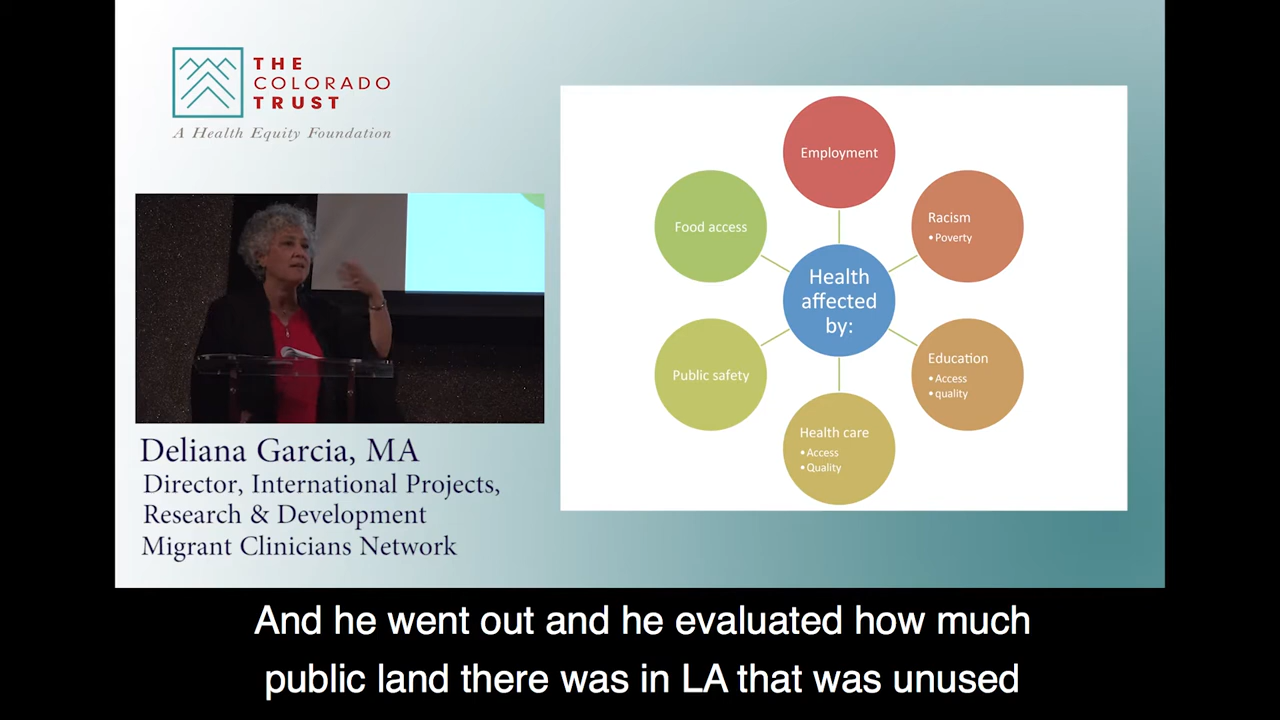 THE
COLORADO
TRUST
A Health Equity Foundation
Deliana Garcia, MA
Director, International Projects,
Research & Development
Migrant Clinicians Network
Employment
Food access
Racism
•Poverty
Health
affected
by:
Public safety
Education
•Access
•quality
Health care
•Access
•Quality
And he went out and he evaluated how much
public land there was in LA that was unused